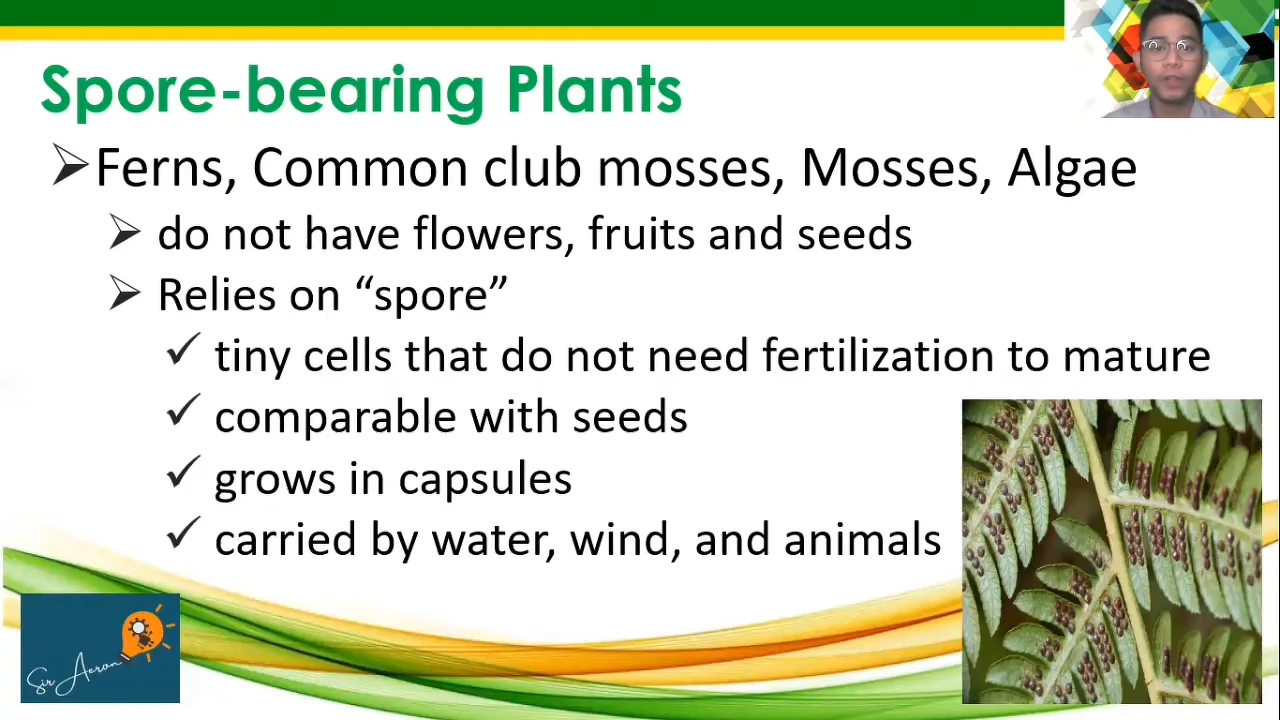 Spore-bearing Plants
➢Ferns, Common club mosses, Mosses, Algae
➢ do not have flowers, fruits and seeds
➢ Relies on “spore”
✓ tiny cells that do not need fertilization to mature
✓ comparable with seeds
✓ grows in capsules
✓ carried by water, wind, and animals
Sir Aeron